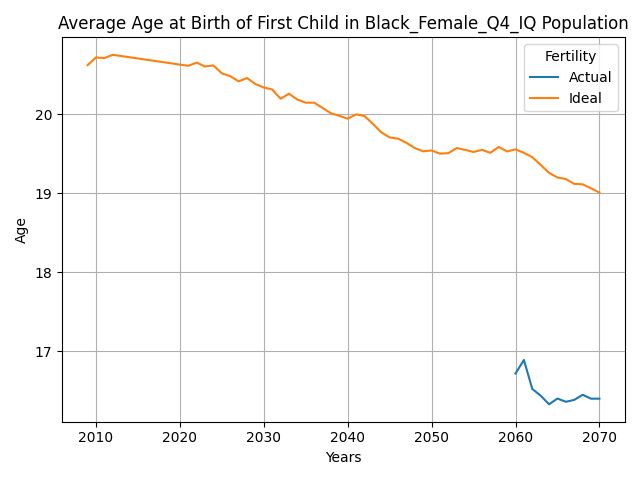 Average Age at Birth of First Child in Black_Female_Q4_IQ Population
Fertility
Actual
Ideal
Age
20
19
18
17
2010 2020 2030 2040 2050 2060 2070
Years